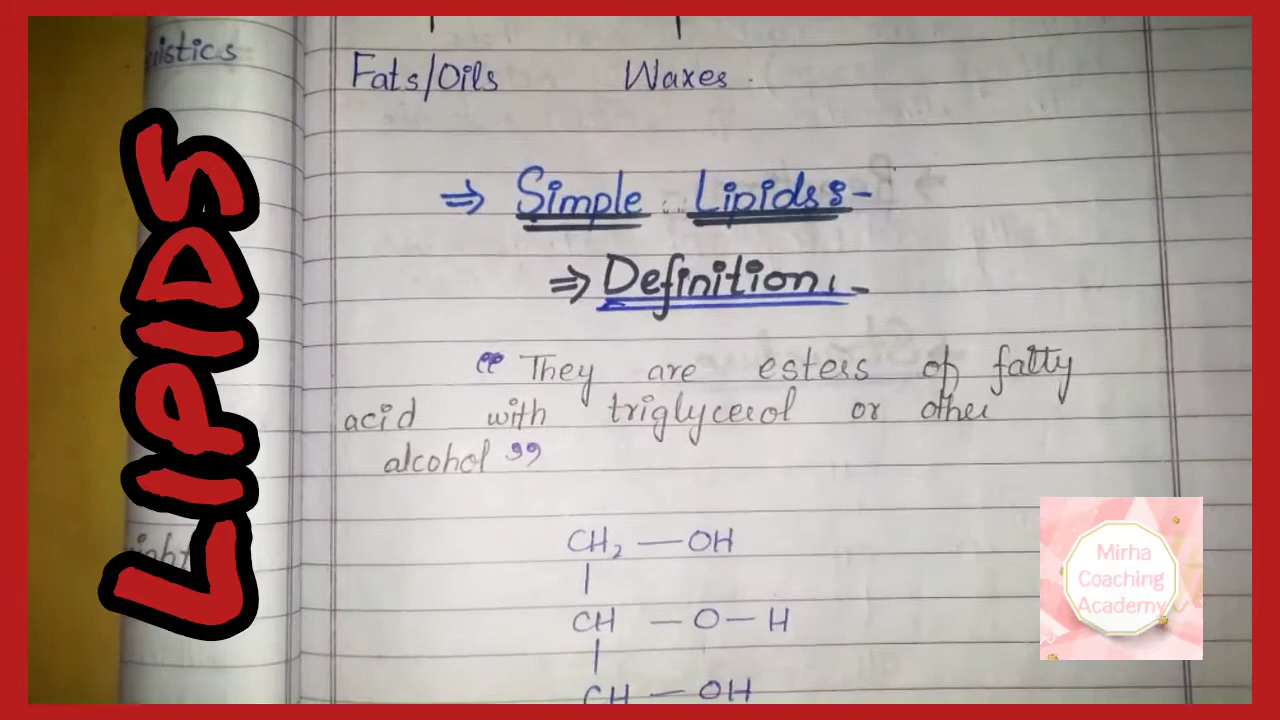 Fats/Oils Waxes.
⇒ Simple Lipids:-
⇒ Definition:-
“ They are esters of fatty
acid with triglycerol or other
alcohol ”
CH₂ — OH
|
CH — O — H
|
CH — OH
LIPIDS
Mirha
Coaching
Academy